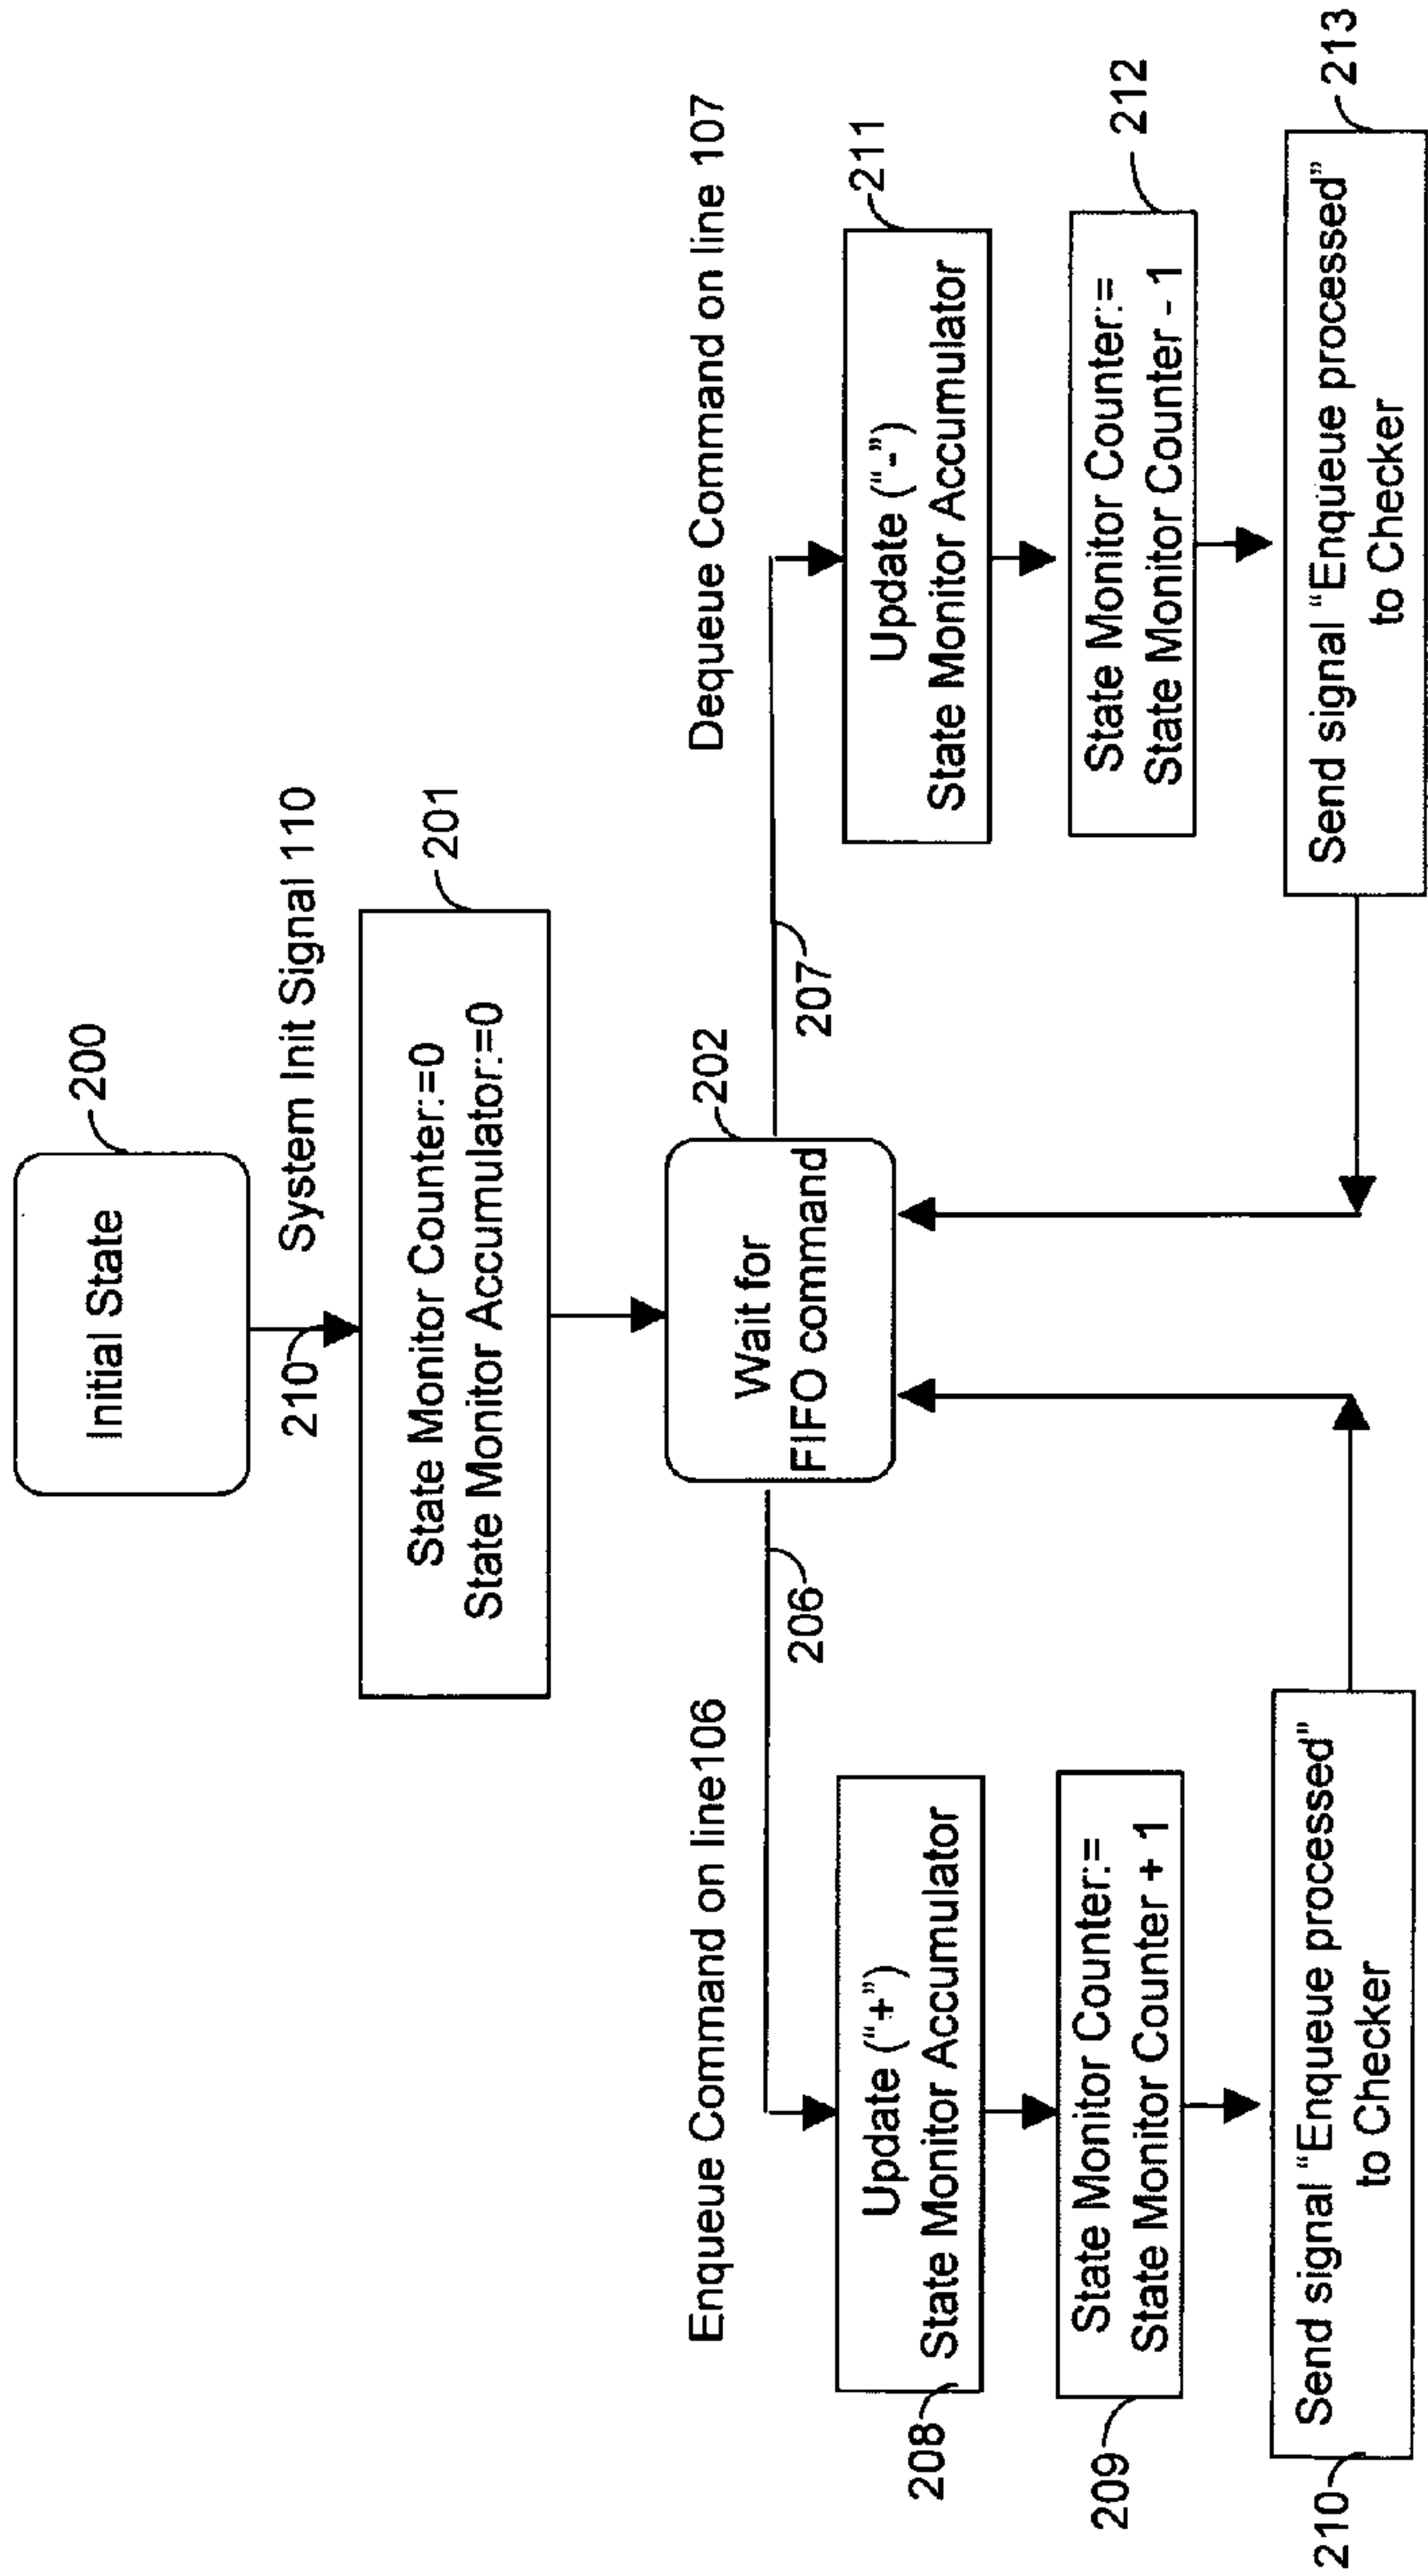 Initial State
200
210
System Init Signal 110
State Monitor Counter:=0
State Monitor Accumulator:=0
201
Wait for
FIFO command
202
Enqueue Command on line106
206
Update (“+”)
State Monitor Accumulator
208
State Monitor Counter:=
State Monitor Counter + 1
209
Send signal “Enqueue processed”
to Checker
210
Dequeue Command on line 107
207
Update (“-”)
State Monitor Accumulator
211
State Monitor Counter:=
State Monitor Counter - 1
212
Send signal “Enqueue processed”
to Checker
213